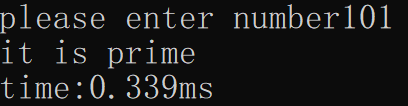 please enter number101
it is prime
time:0.339ms